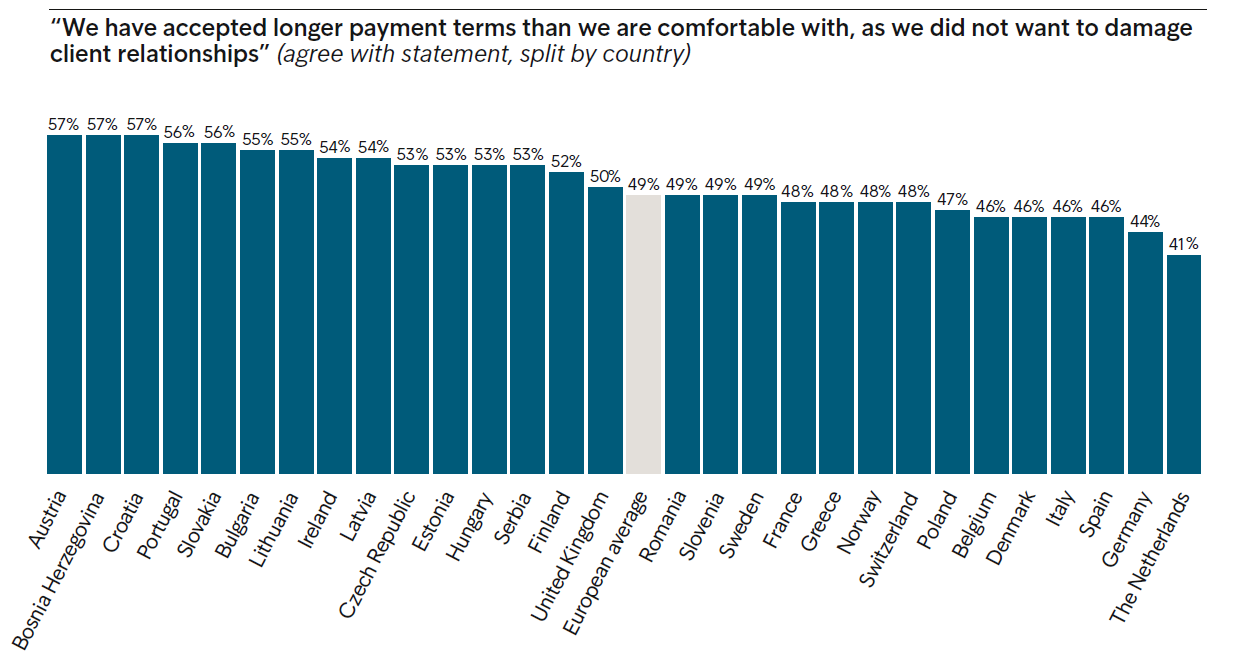 “We have accepted longer payment terms than we are comfortable with, as we did not want to damage
client relationships” (agree with statement, split by country)
57% 57% 57% 56% 56% 55% 55% 54% 54% 53% 53% 53% 53% 52% 50% 49% 49% 49% 49% 48% 48% 48% 48% 47% 46% 46% 46% 46% 44% 41%
Austria
Bosnia Herzegovina
Croatia
Portugal
Slovakia
Bulgaria
Lithuania
Ireland
Latvia
Czech Republic
Estonia
Hungary
Serbia
Finland
United Kingdom
European average
Romania
Slovenia
Sweden
France
Greece
Norway
Switzerland
Poland
Belgium
Denmark
Italy
Spain
Germany
The Netherlands